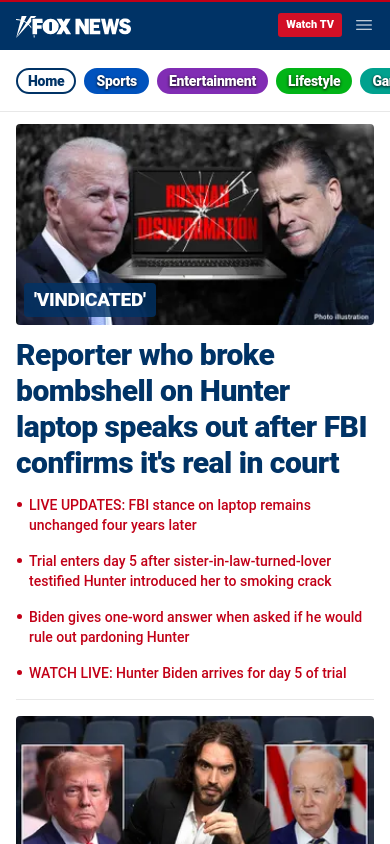 FOX NEWS
Watch TV
Home
Sports
Entertainment
Lifestyle
Ga
RUSSIAN
DISINFORMATION
'VINDICATED'
Photo illustration
Reporter who broke
bombshell on Hunter
laptop speaks out after FBI
confirms it's real in court
LIVE UPDATES: FBI stance on laptop remains
unchanged four years later
Trial enters day 5 after sister-in-law-turned-lover
testified Hunter introduced her to smoking crack
Biden gives one-word answer when asked if he would
rule out pardoning Hunter
WATCH LIVE: Hunter Biden arrives for day 5 of trial